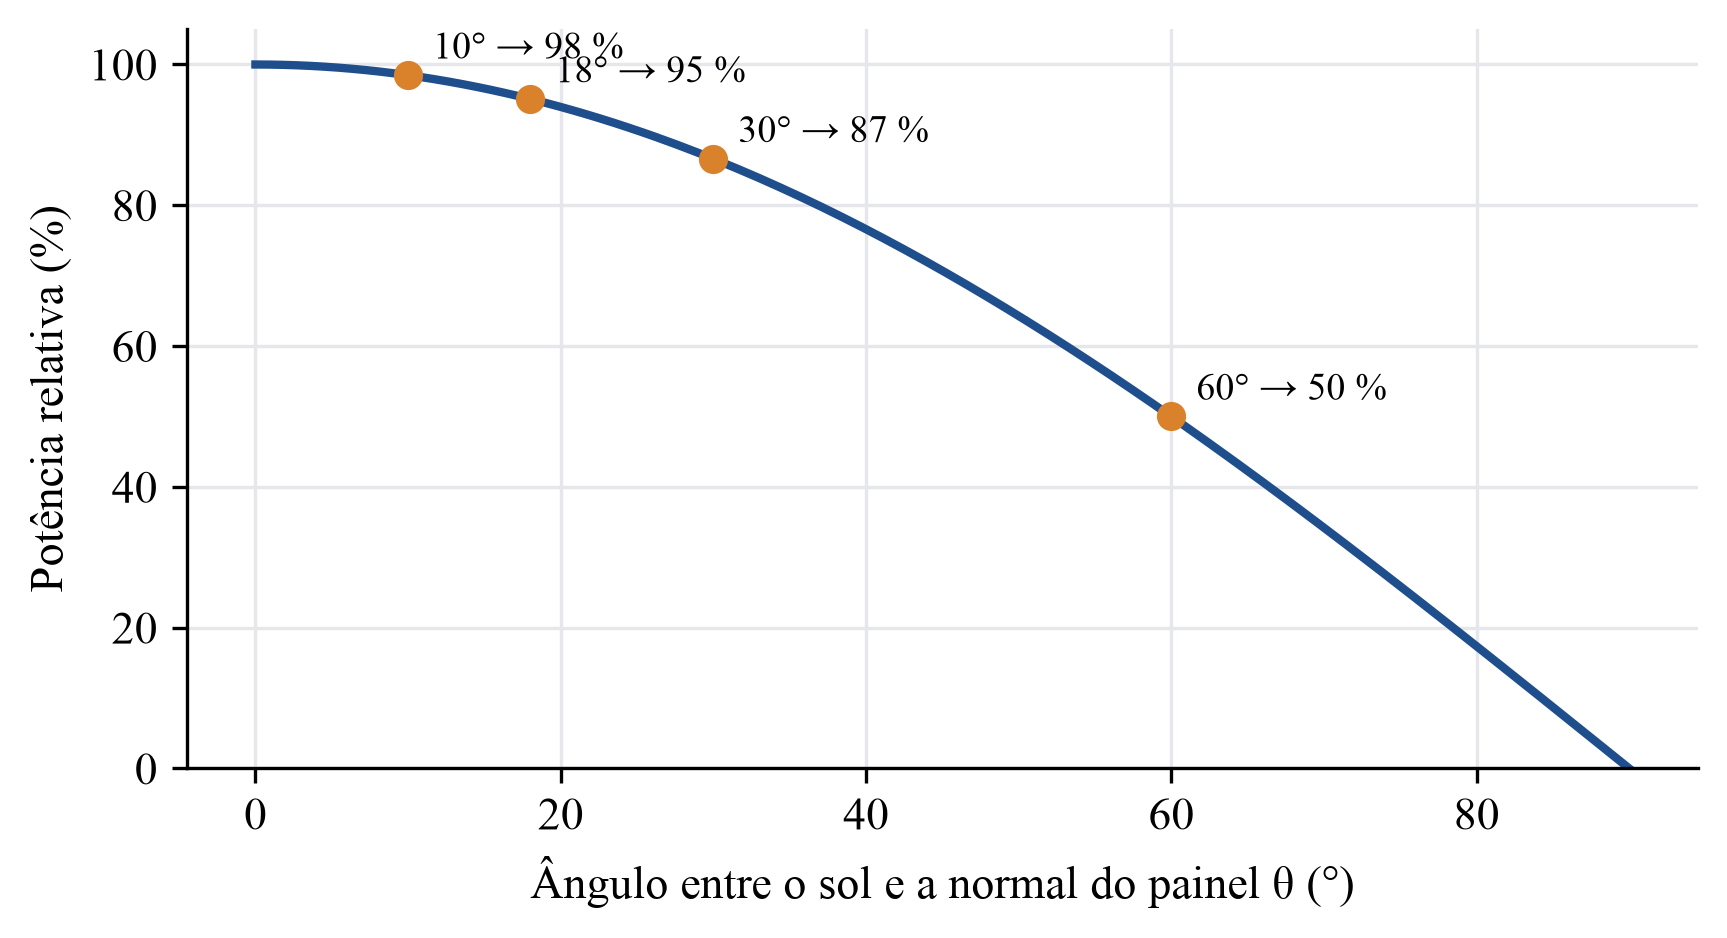 10° → 98 %
18° → 95 %
30° → 87 %
60° → 50 %
100
80
60
40
20
0
Potência relativa (%)
0 20 40 60 80
Ângulo entre o sol e a normal do painel θ (°)